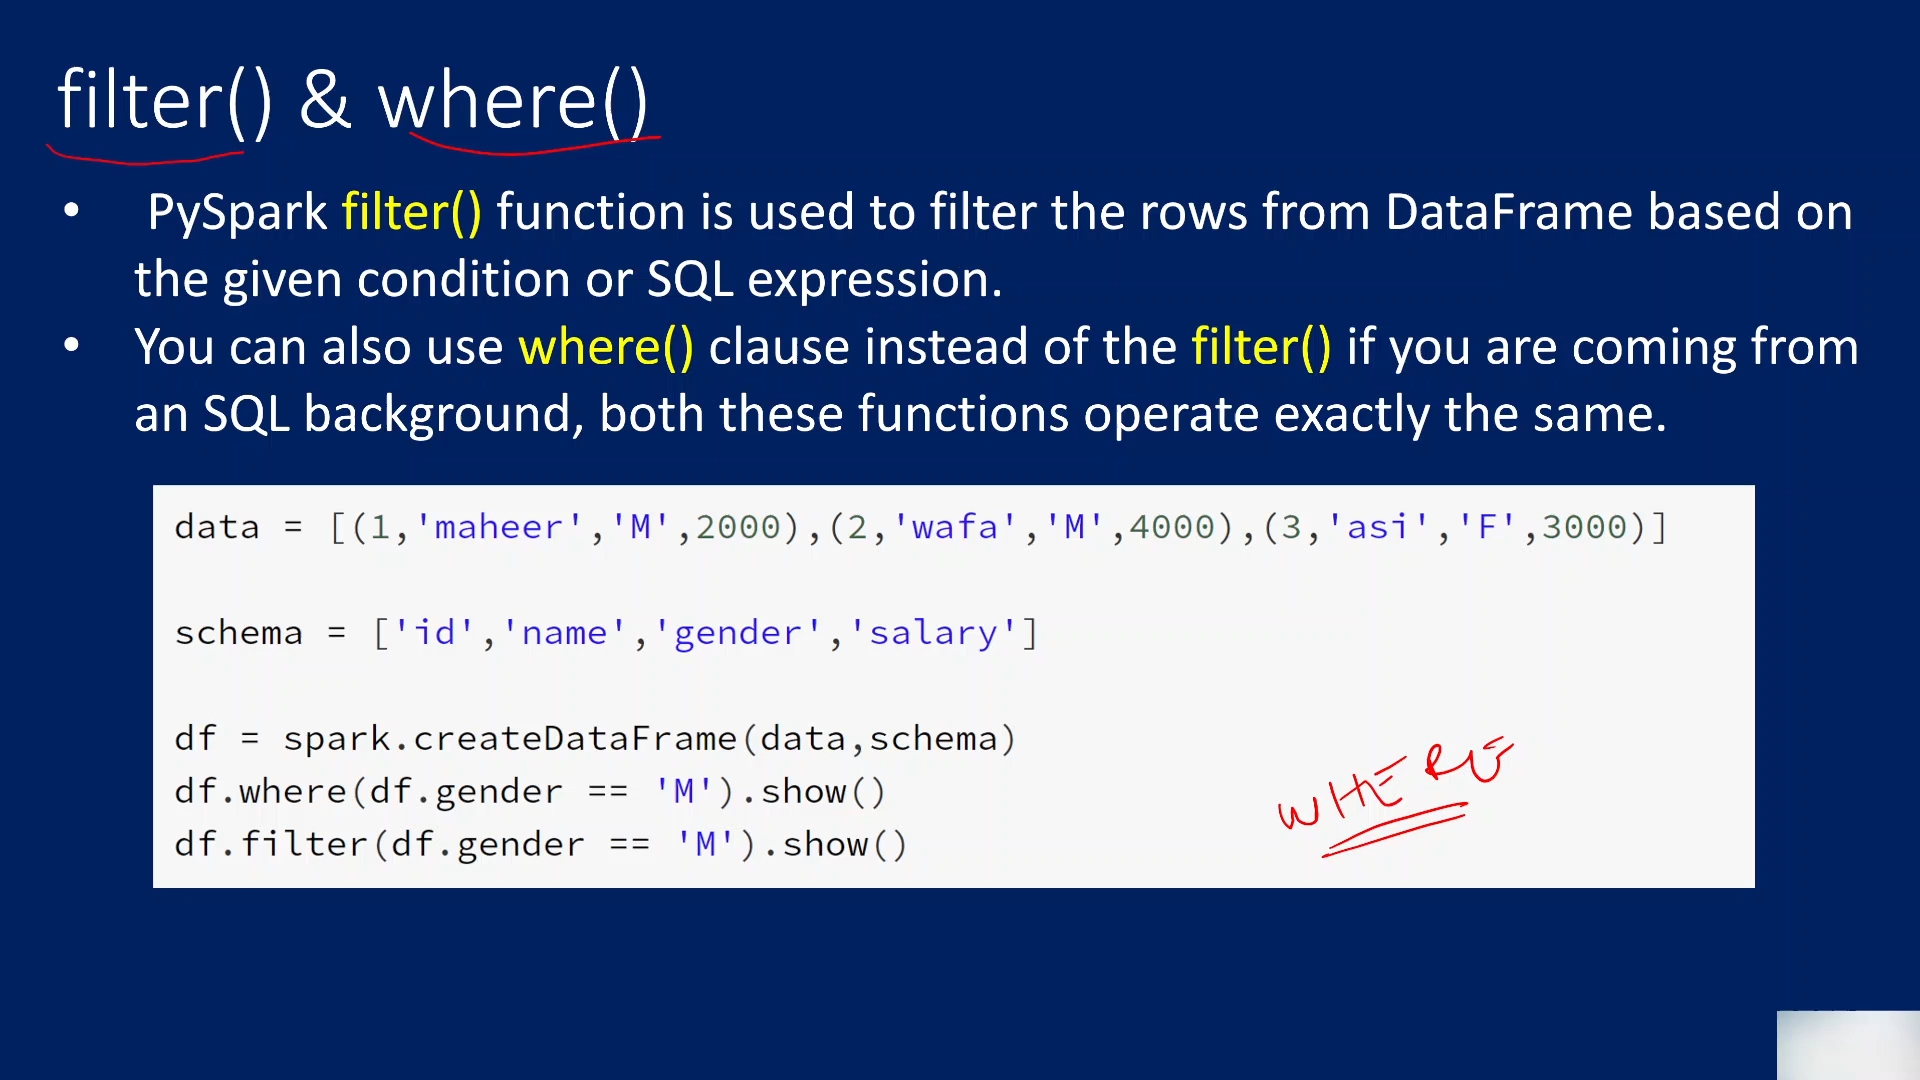 filter() & where()
• PySpark filter() function is used to filter the rows from DataFrame based on
the given condition or SQL expression.
• You can also use where() clause instead of the filter() if you are coming from
an SQL background, both these functions operate exactly the same.
data = [(1,'maheer','M',2000),(2,'wafa','M',4000),(3,'asi','F',3000)]
schema = ['id','name','gender','salary']
df = spark.createDataFrame(data,schema)
df.where(df.gender == 'M').show()
df.filter(df.gender == 'M').show()
WHERE